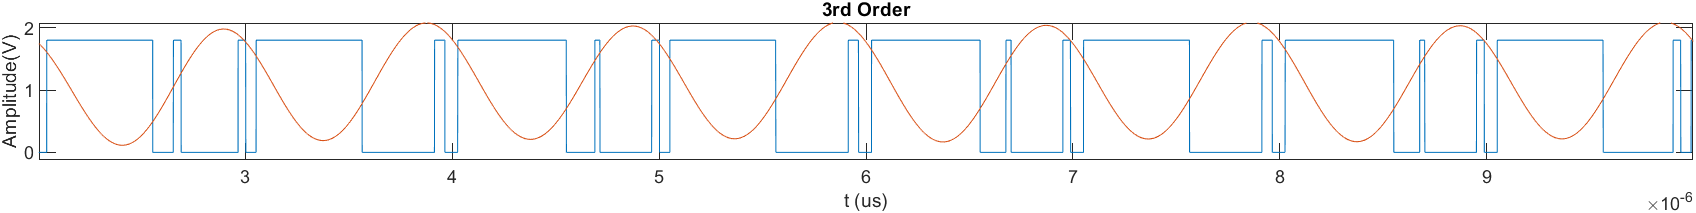 3rd Order
Amplitude(V)
2
1
0
3 4 5 6 7 8 9
t (us)
×10-6